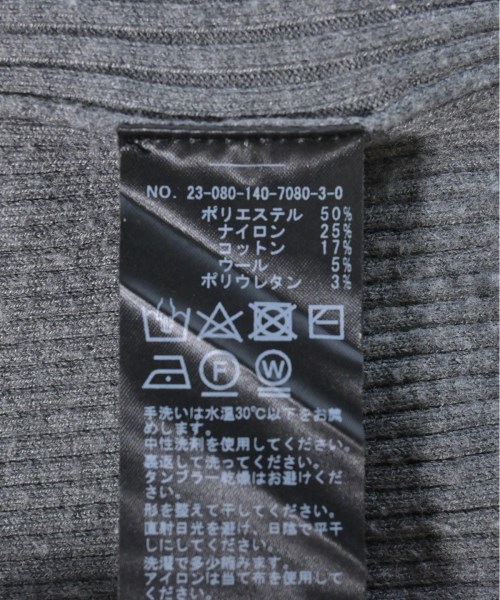 NO. 23-080-140-7080-3-0
ポリエステル 50%
ナイロン 25%
コットン 17%
ウール 5%
ポリウレタン 3%
F W
手洗いは水温30℃以下をお薦
めします。
中性洗剤を使用してください。
裏返して洗ってください。
タンブラー乾燥はお避けくだ
さい。
形を整えて干してください。
直射日光を避け、日陰で平干
しにしてください。
洗濯で多少縮みます。
アイロンは当て布を使用して